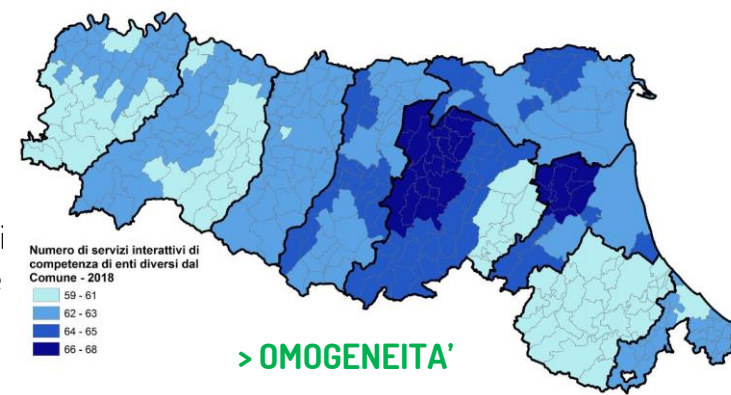 i
Numero di servizi interattivi di
competenza di enti diversi dal
Comune - 2018
59 - 61
62 - 63
64 - 65
66 - 68
> OMOGENEITA’